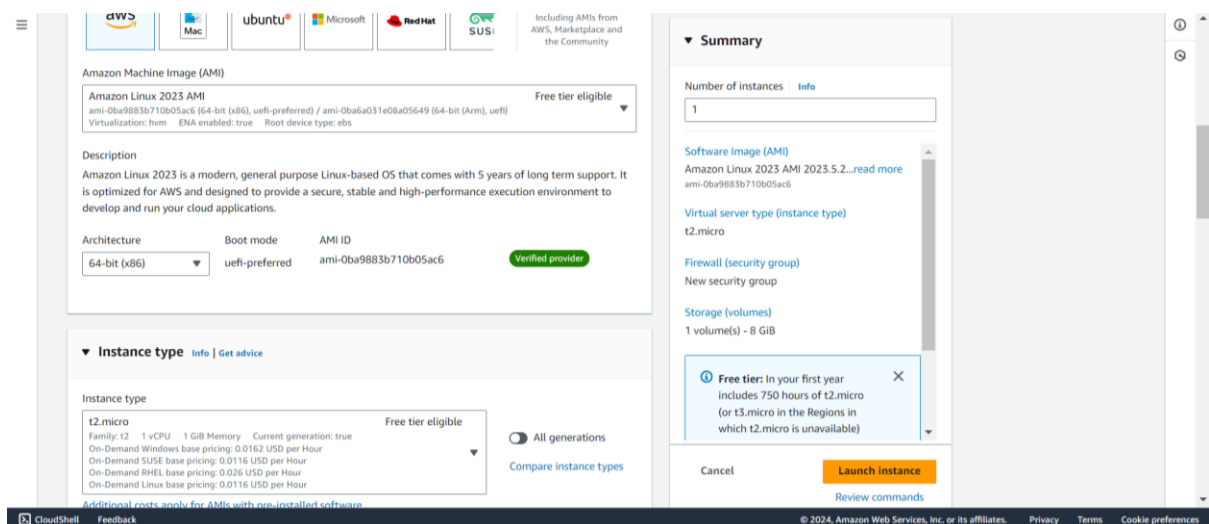 aws
Mac
ubuntu
Microsoft
Red Hat
SUS
Including AMIs from
AWS, Marketplace and
the Community
Amazon Machine Image (AMI)
Amazon Linux 2023 AMI
Free tier eligible
ami-0ba9883b710b05ac6 (64-bit (x86), uefi-preferred) / ami-0ba6a031e08a05649 (64-bit (Arm), uefi)
Virtualization: hvm ENA enabled: true Root device type: ebs
Description
Amazon Linux 2023 is a modern, general purpose Linux-based OS that comes with 5 years of long term support. It
is optimized for AWS and designed to provide a secure, stable and high-performance execution environment to
develop and run your cloud applications.
Architecture
Boot mode
AMI ID
64-bit (x86)
uefi-preferred
ami-0ba9883b710b05ac6
Verified provider
Instance type Info | Get advice
Instance type
t2.micro
Free tier eligible
Family: t2 1 vCPU 1 GiB Memory Current generation: true
On-Demand Windows base pricing: 0.0162 USD per Hour
On-Demand SUSE base pricing: 0.0116 USD per Hour
On-Demand RHEL base pricing: 0.026 USD per Hour
On-Demand Linux base pricing: 0.0116 USD per Hour
All generations
Compare instance types
Additional costs apply for AMIs with pre-installed software
Summary
Number of instances Info
1
Software Image (AMI)
Amazon Linux 2023 AMI 2023.5.2...read more
ami-0ba9883b710b05ac6
Virtual server type (instance type)
t2.micro
Firewall (security group)
New security group
Storage (volumes)
1 volume(s) - 8 GiB
Free tier: In your first year
includes 750 hours of t2.micro
(or t3.micro in the Regions in
which t2.micro is unavailable)
Cancel
Launch instance
Review commands
CloudShell Feedback
© 2024, Amazon Web Services, Inc. or its affiliates. Privacy Terms Cookie preferences